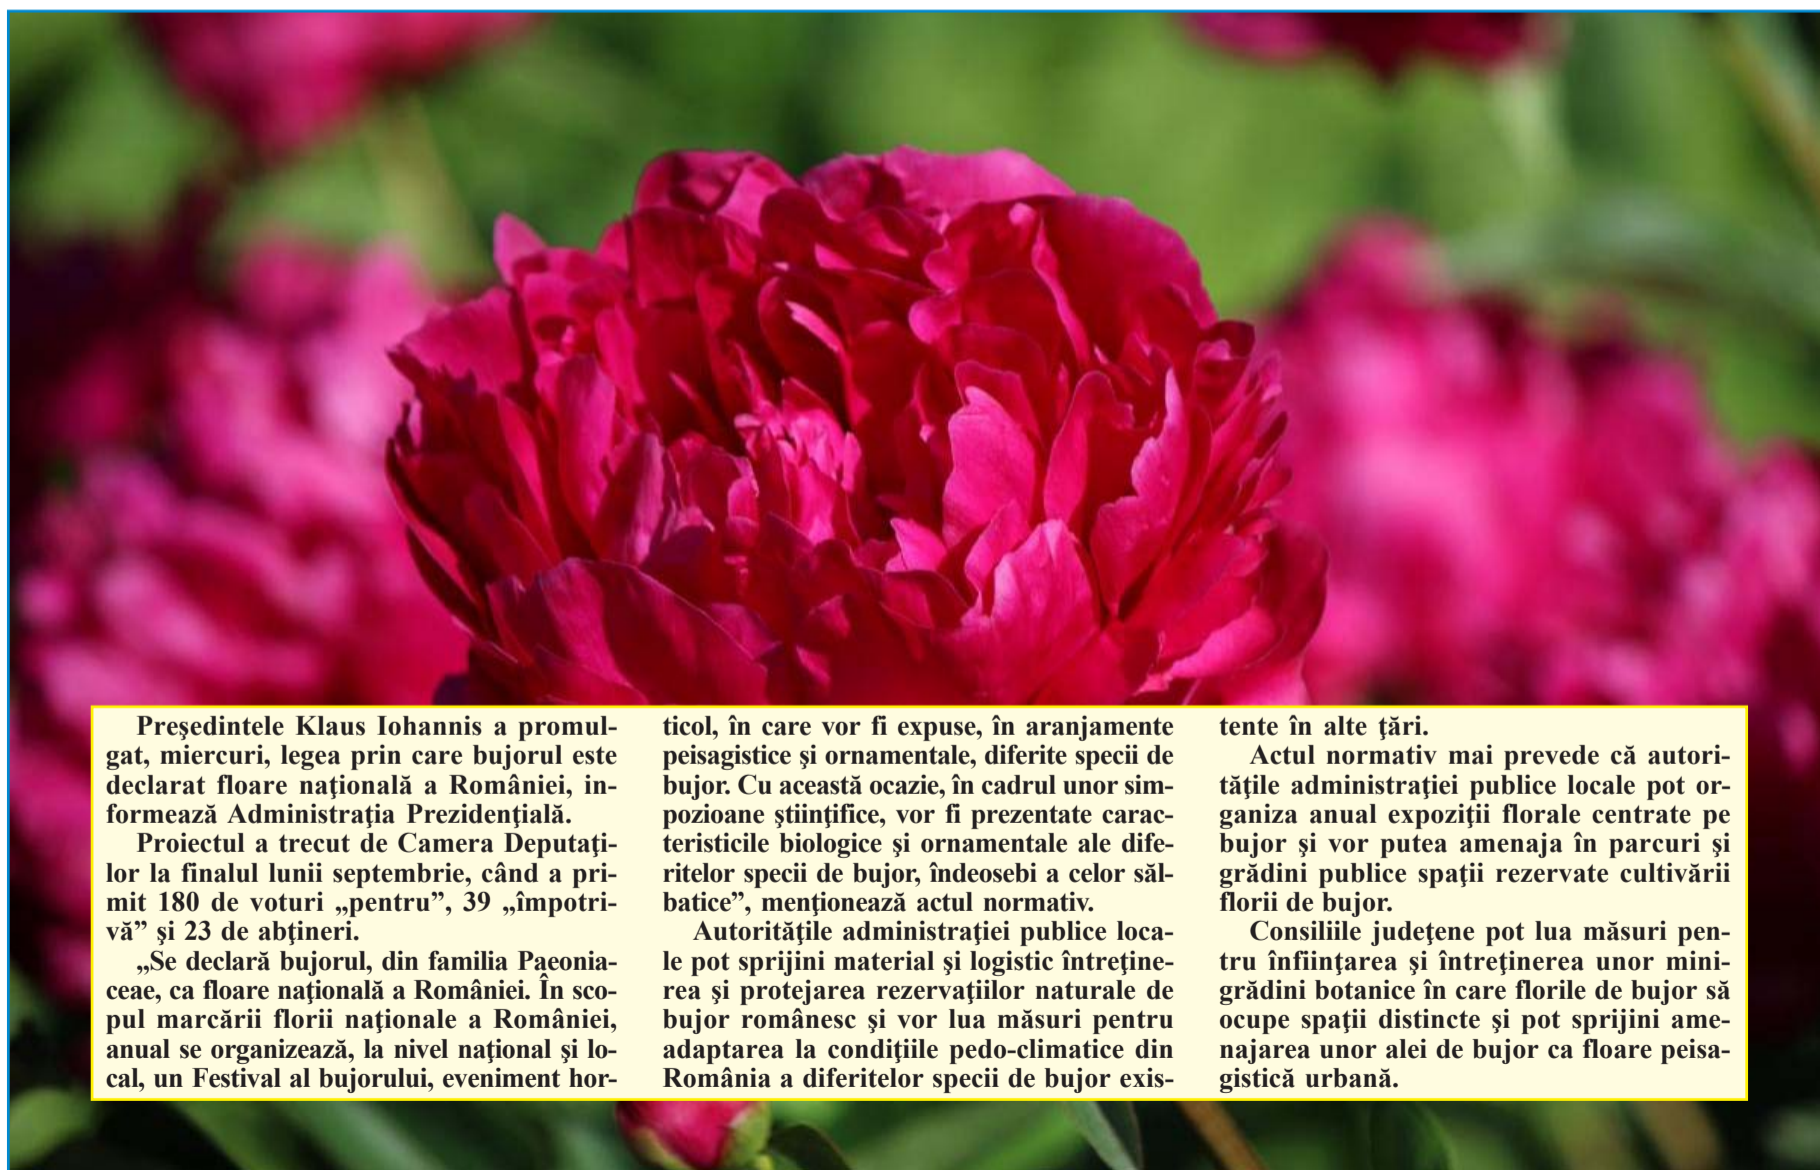 Preşedintele Klaus Iohannis a promul-
gat, miercuri, legea prin care bujorul este
declarat floare naţională a României, in-
formează Administraţia Prezidenţială.
Proiectul a trecut de Camera Deputaţi-
lor la finalul lunii septembrie, când a pri-
mit 180 de voturi „pentru”, 39 „împotri-
vă” şi 23 de abţineri.
„Se declară bujorul, din familia Paeonia-
ceae, ca floare naţională a României. În sco-
pul marcării florii naţionale a României,
anual se organizează, la nivel naţional şi lo-
cal, un Festival al bujorului, eveniment hor-
ticol, în care vor fi expuse, în aranjamente
peisagistice şi ornamentale, diferite specii de
bujor. Cu această ocazie, în cadrul unor sim-
pozioane ştiinţifice, vor fi prezentate carac-
teristicile biologice şi ornamentale ale dife-
ritelor specii de bujor, îndeosebi a celor săl-
batice”, menţionează actul normativ.
Autorităţile administraţiei publice loca-
le pot sprijini material şi logistic întreţine-
rea şi protejarea rezervaţiilor naturale de
bujor românesc şi vor lua măsuri pentru
adaptarea la condiţiile pedo-climatice din
România a diferitelor specii de bujor exis-
tente în alte ţări.
Actul normativ mai prevede că autori-
tăţile administraţiei publice locale pot or-
ganiza anual expoziţii florale centrate pe
bujor şi vor putea amenaja în parcuri şi
grădini publice spaţii rezervate cultivării
florii de bujor.
Consiliile judeţene pot lua măsuri pen-
tru înfiinţarea şi întreţinerea unor mini-
grădini botanice în care florile de bujor să
ocupe spaţii distincte şi pot sprijini ame-
najarea unor alei de bujor ca floare peisa-
gistică urbană.